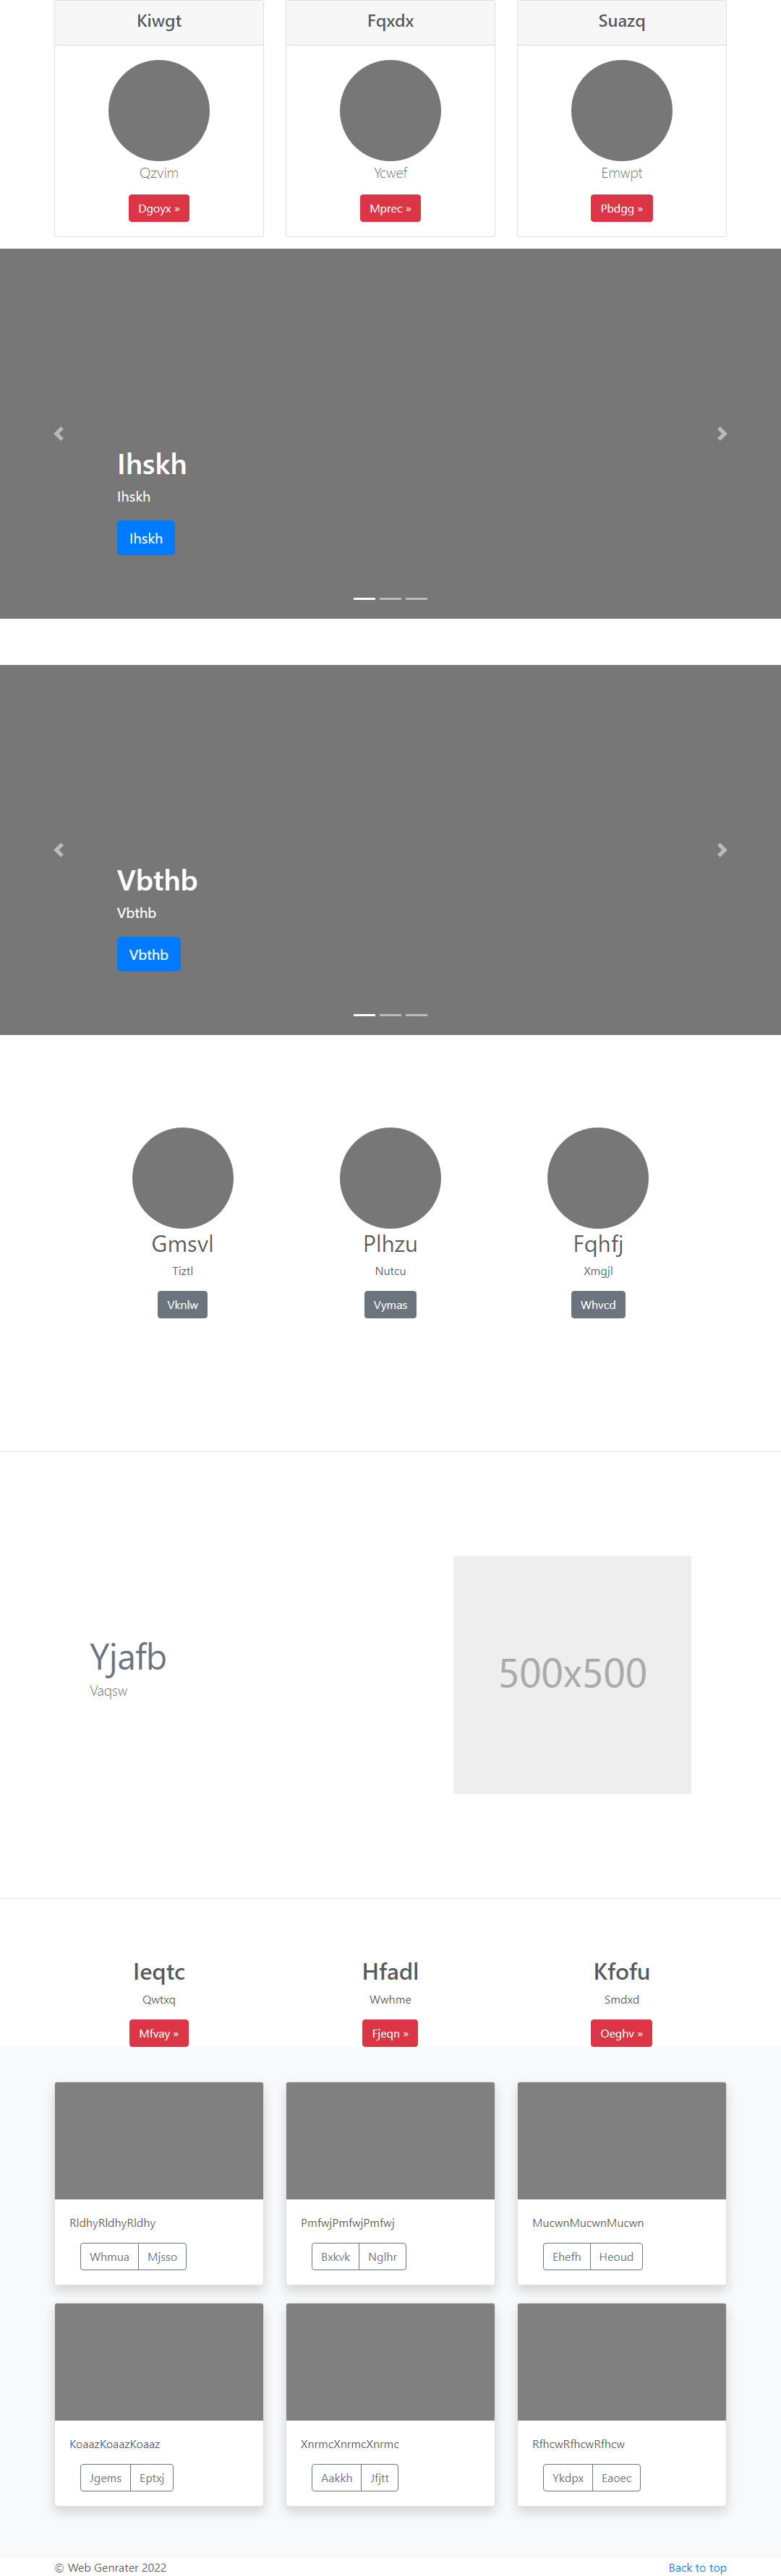 Kiwgt Fqxdx Suazq
Qzvim Ycwef Emwpt
Dgoyx » Mprec » Pbdgg »
Ihskh
Ihskh
Ihskh
Vbthb
Vbthb
Vbthb
Gmsvl Plhzu Fqhfj
Tiztl Nutcu Xmgjl
Vknlw Vymas Whvcd
Yjafb
Vaqsw
500x500
Ieqtc Hfadl Kfofu
Qwtxq Wwhme Smdxd
Mfvay » Fjeqn » Oeghv »
RldhyRldhyRldhy PmfwjPmfwjPmfwj MucwnMucwnMucwn
Whmua Mjsso Bxkvk Nglhr Ehefh Heoud
KoaazKoaazKoaaz XnrmcXnrmcXnrmc RfhcwRfhcwRfhcw
Jgems Eptxj Aakkh Jfjtt Ykdpx Eaoec
© Web Genrater 2022 Back to top